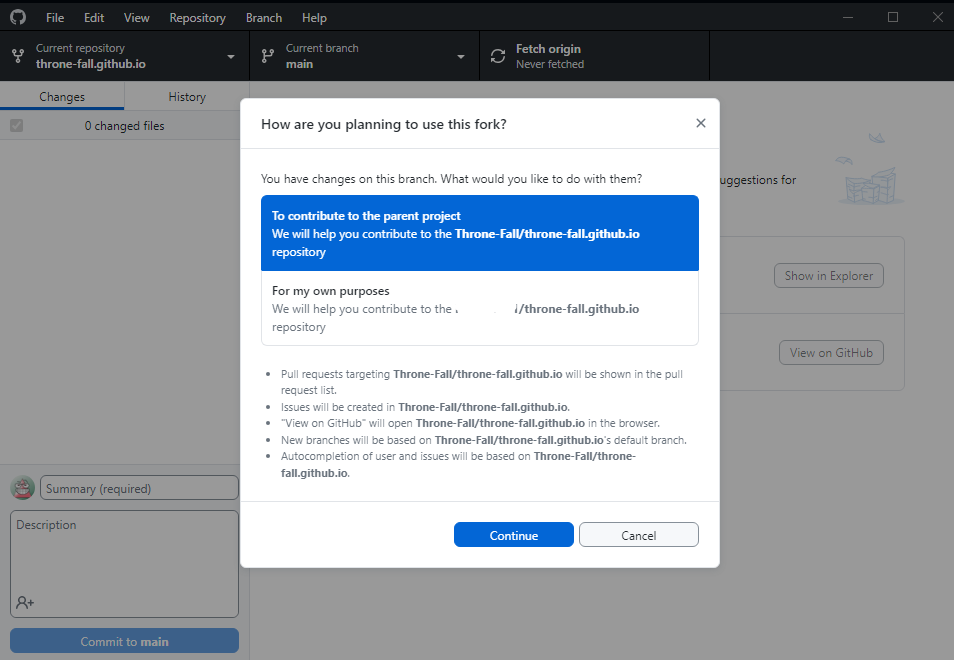 File Edit View Repository Branch Help
Current repository
throne-fall.github.io
Current branch
main
Fetch origin
Never fetched
Changes History
0 changed files
How are you planning to use this fork?
You have changes on this branch. What would you like to do with them?
To contribute to the parent project
We will help you contribute to the Throne-Fall/throne-fall.github.io
repository
For my own purposes
We will help you contribute to the /throne-fall.github.io
repository
• Pull requests targeting Throne-Fall/throne-fall.github.io will be shown in the pull
request list.
• Issues will be created in Throne-Fall/throne-fall.github.io.
• "View on GitHub" will open Throne-Fall/throne-fall.github.io in the browser.
• New branches will be based on Throne-Fall/throne-fall.github.io's default branch.
• Autocompletion of user and issues will be based on Throne-Fall/throne-
fall.github.io.
Continue Cancel
uggestions for
Show in Explorer
View on GitHub
Summary (required)
Description
Commit to main